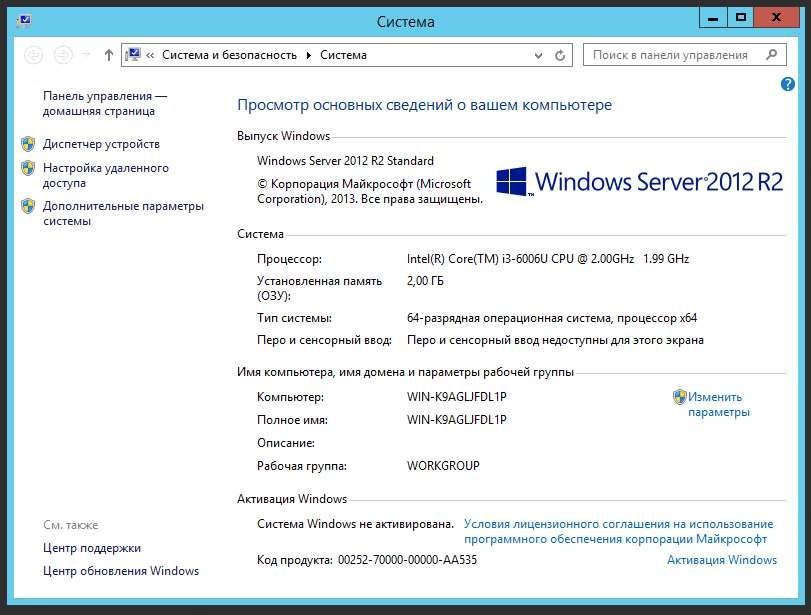 Система
« Система и безопасность Система
Поиск в панели управления
Панель управления —
домашняя страница
Диспетчер устройств
Настройка удаленного
доступа
Дополнительные параметры
системы
См. также
Центр поддержки
Центр обновления Windows
Просмотр основных сведений о вашем компьютере
Выпуск Windows
Windows Server 2012 R2 Standard
© Корпорация Майкрософт (Microsoft
Corporation), 2013. Все права защищены.
Windows Server 2012 R2
Система
Процессор: Intel(R) Core(TM) i3-6006U CPU @ 2.00GHz 1.99 GHz
Установленная память 2,00 ГБ
(ОЗУ):
Тип системы: 64-разрядная операционная система, процессор x64
Перо и сенсорный ввод: Перо и сенсорный ввод недоступны для этого экрана
Имя компьютера, имя домена и параметры рабочей группы
Компьютер: WIN-K9AGLJFDL1P Изменить
параметры
Полное имя: WIN-K9AGLJFDL1P
Описание:
Рабочая группа: WORKGROUP
Активация Windows
Система Windows не активирована. Условия лицензионного соглашения на использование
программного обеспечения корпорации Майкрософт
Код продукта: 00252-70000-00000-AA535 Активация Windows